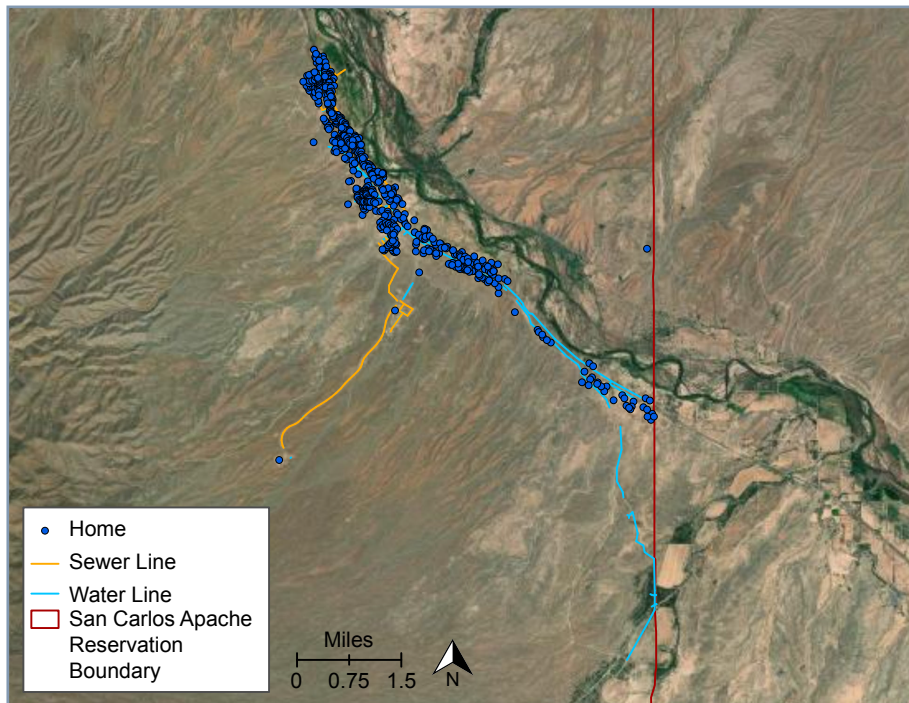 Home
Sewer Line
Water Line
San Carlos Apache
Reservation
Boundary
Miles
0 0.75 1.5
N